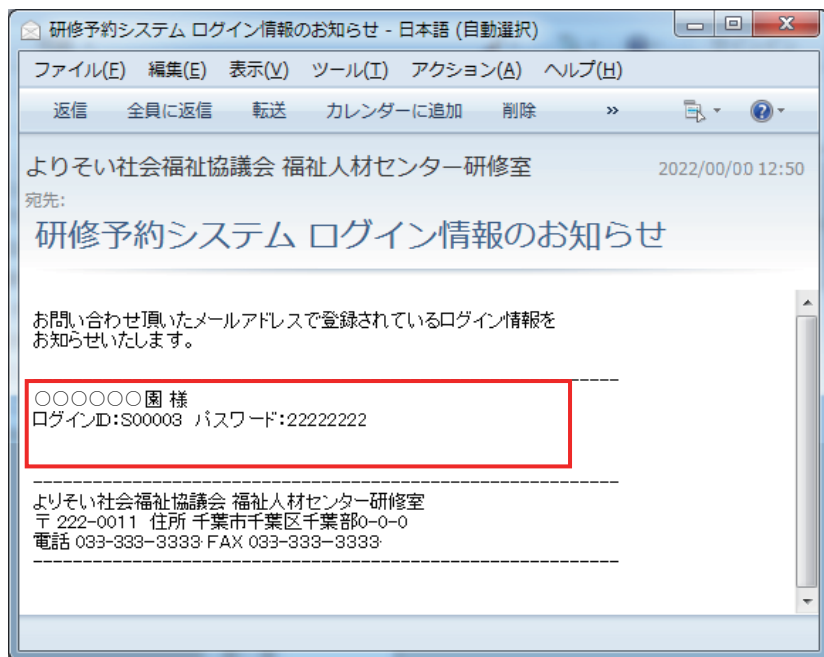 研修予約システム ログイン情報のお知らせ - 日本語 (自動選択)
ファイル(F) 編集(E) 表示(V) ツール(T) アクション(A) ヘルプ(H)
返信 全員に返信 転送 カレンダーに追加 削除 »
よりそい社会福祉協議会 福祉人材センター研修室 2022/00/00 12:50
宛先:
研修予約システム ログイン情報のお知らせ
お問い合わせ頂いたメールアドレスで登録されているログイン情報を
お知らせいたします。
○○○○○○園 様
ログインID:S00003 パスワード:22222222
よりそい社会福祉協議会 福祉人材センター研修室
〒 222-0011 住所 千葉市千葉区千葉部0-0-0
電話 033-333-3333 FAX 033-333-3333